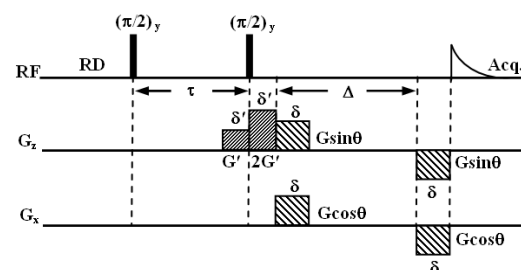 (π/2)y (π/2)y
RF RD Acq.
τ Δ
δ′ δ′ δ
Gz Gsinθ
G′ 2G′ Gsinθ
δ
δ
Gx Gcosθ
Gcosθ
δ